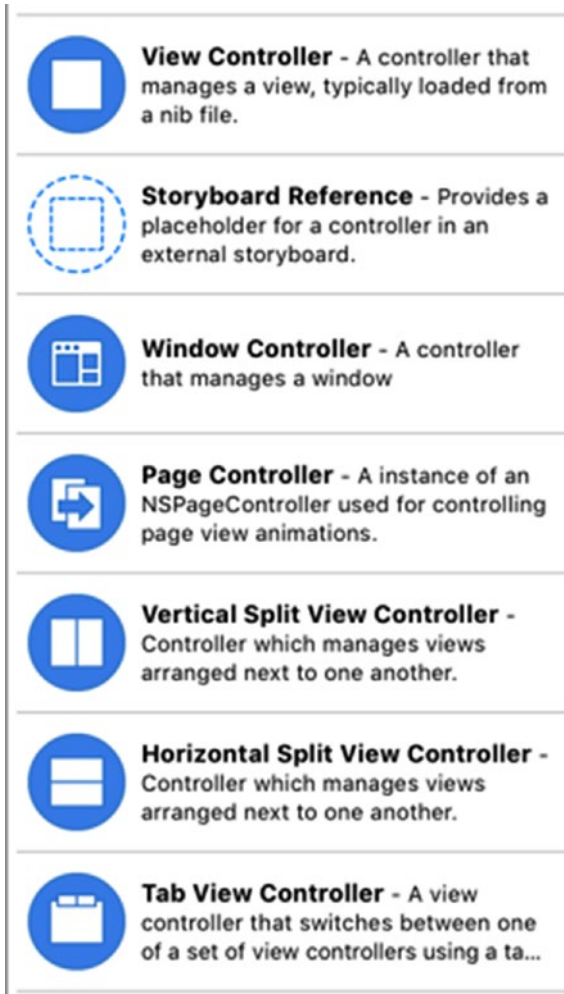 View Controller - A controller that
manages a view, typically loaded from
a nib file.
Storyboard Reference - Provides a
placeholder for a controller in an
external storyboard.
Window Controller - A controller
that manages a window
Page Controller - A instance of an
NSPageController used for controlling
page view animations.
Vertical Split View Controller -
Controller which manages views
arranged next to one another.
Horizontal Split View Controller -
Controller which manages views
arranged next to one another.
Tab View Controller - A view
controller that switches between one
of a set of view controllers using a ta...